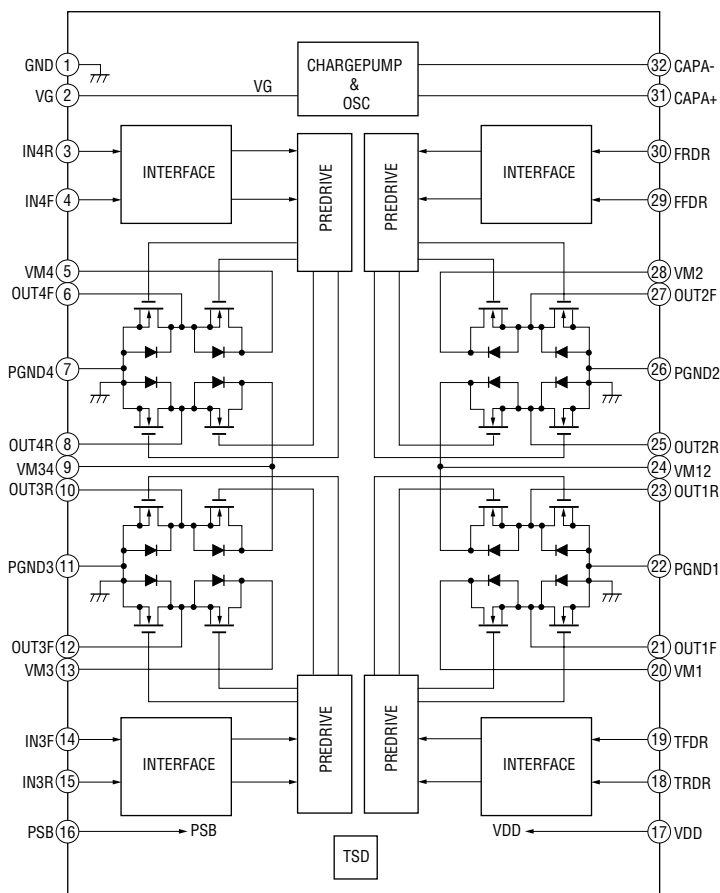 GND 1
VG 2
VG
CHARGEPUMP
&
OSC
32 CAPA-
31 CAPA+
IN4R 3
IN4F 4
INTERFACE
PREDRIVE
PREDRIVE
INTERFACE
30 FRDR
29 FFDR
VM4 5
OUT4F 6
PGND4 7
OUT4R 8
VM34 9
OUT3R 10
PGND3 11
OUT3F 12
VM3 13
28 VM2
27 OUT2F
26 PGND2
25 OUT2R
24 VM12
23 OUT1R
22 PGND1
21 OUT1F
20 VM1
IN3F 14
IN3R 15
INTERFACE
PREDRIVE
PREDRIVE
INTERFACE
19 TFDR
18 TRDR
PSB 16
PSB
VDD
17 VDD
TSD